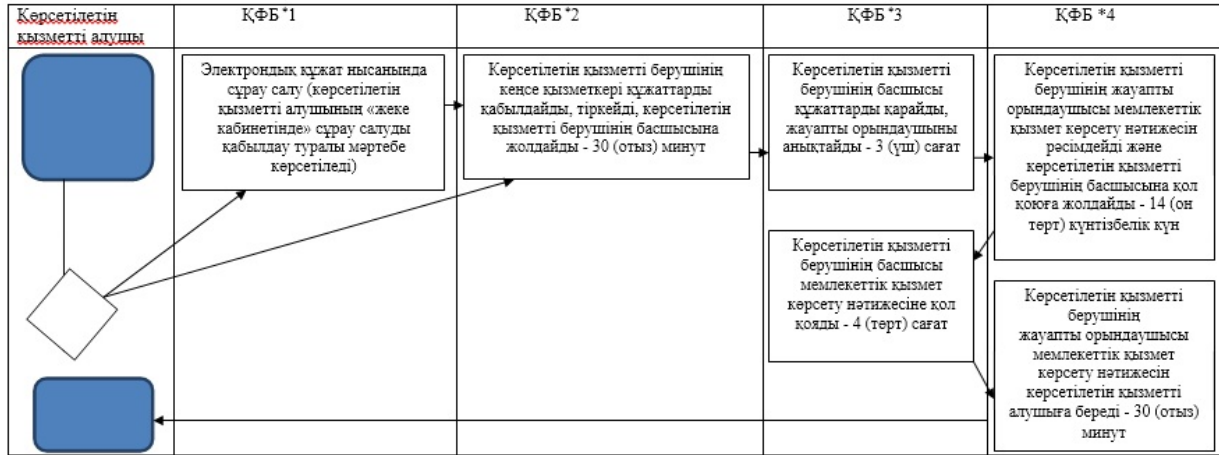 Көрсетілетін
қызметті алушы
ҚФБ *1
ҚФБ *2
ҚФБ *3
ҚФБ *4
Электрондық құжат нысанында
сұрау салу (көрсетілетін
қызметті алушының «жеке
кабинетінде» сұрау салуды
қабылдау туралы мәртебе
көрсетіледі)
Көрсетілетін қызметті берушінің
кеңсе қызметкері құжаттарды
қабылдайды, тіркейді, көрсетілетін
қызметті берушінің басшысына
жолдайды - 30 (отыз) минут
Көрсетілетін қызметті
берушінің басшысы
құжаттарды қарайды,
жауапты орындаушыны
анықтайды - 3 (үш) сағат
Көрсетілетін қызметті
берушінің жауапты
орындаушысы мемлекеттік
қызмет көрсету нәтижесін
рәсімдейді және
көрсетілетін қызметті
берушінің басшысына қол
қоюға жолдайды - 14 (он
төрт) күнтізбелік күн
Көрсетілетін қызметті
берушінің басшысы
мемлекеттік қызмет
көрсету нәтижесіне қол
қояды - 4 (төрт) сағат
Көрсетілетін қызметті
берушінің
жауапты орындаушысы
мемлекеттік қызмет
көрсету нәтижесін
көрсетілетін қызметті
алушыға береді - 30 (отыз)
минут